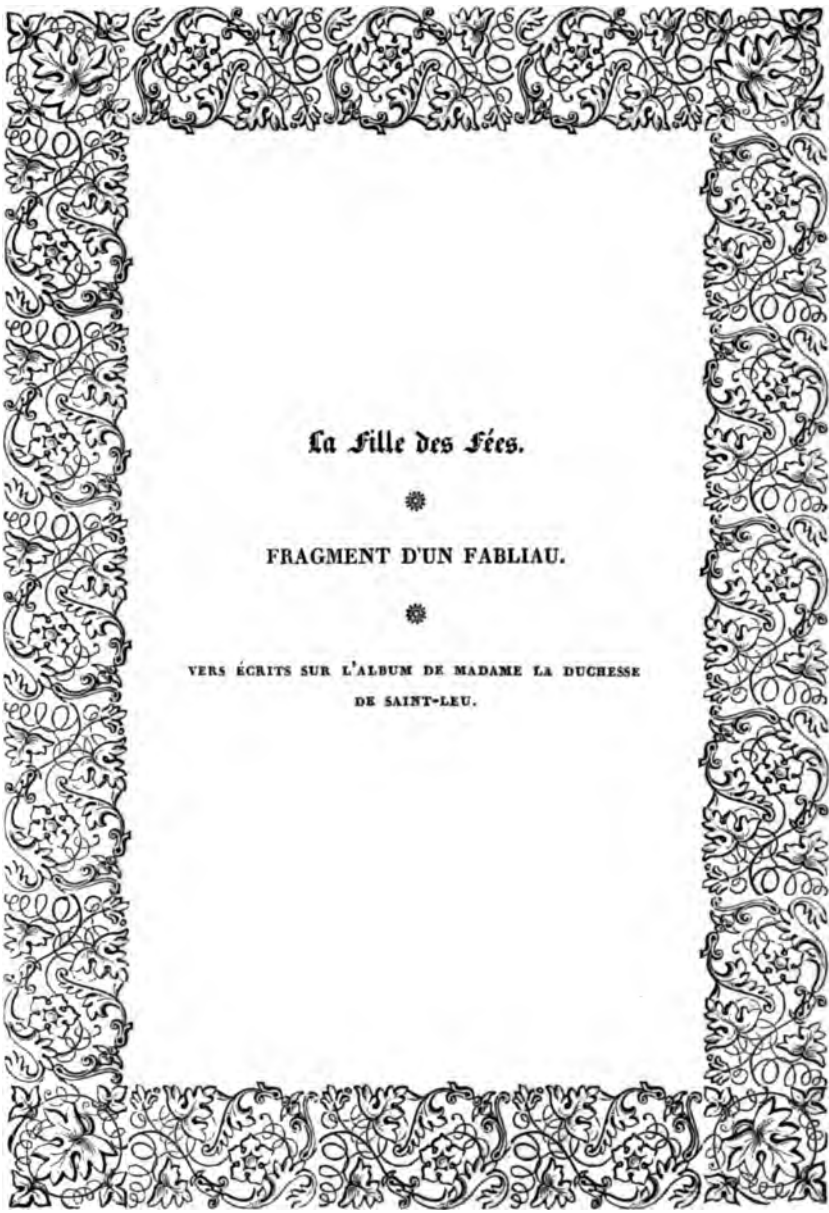 La Fille des Fées.
FRAGMENT D'UN FABLIAU.
VERS ÉCRITS SUR L'ALBUM DE MADAME LA DUCHESSE
DE SAINT-LEU.